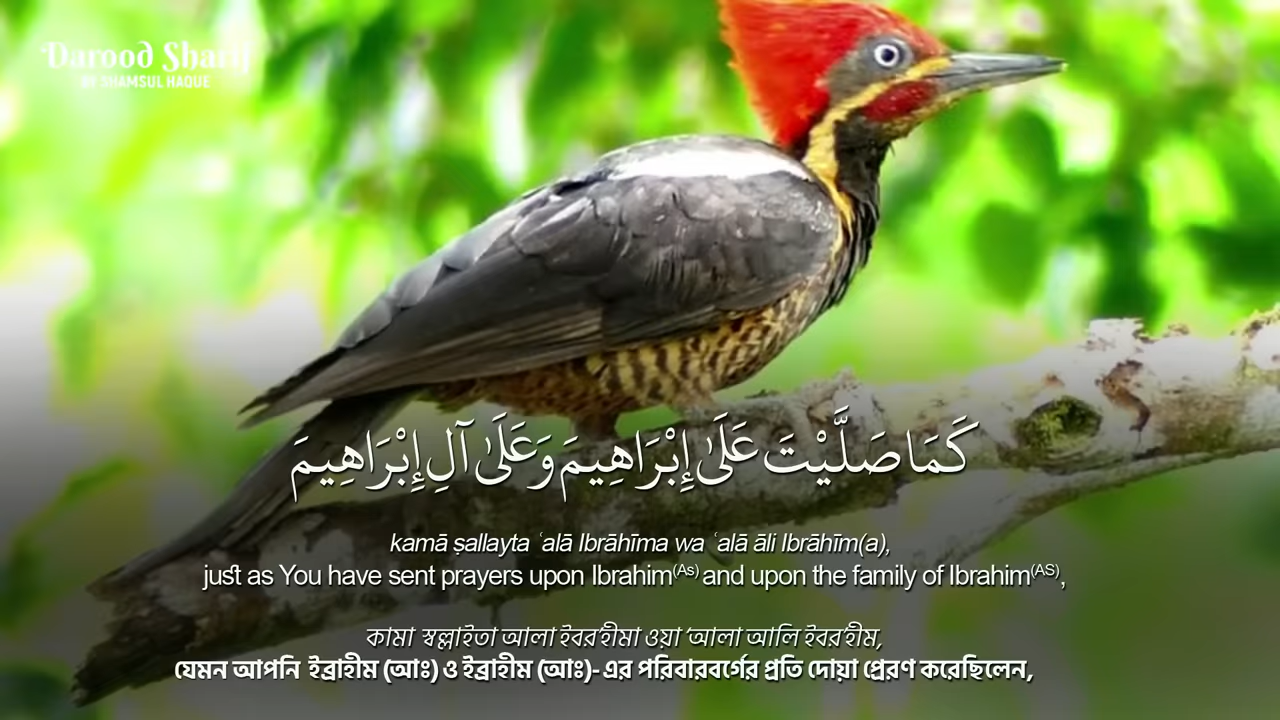 Darood Sharif
BY SHAMSUL HAQUE
كَمَا صَلَّيْتَ عَلَىٰ إِبْرَاهِيمَ وَعَلَىٰ آلِ إِبْرَاهِيمَ
kamā ṣallayta ʿalā Ibrāhīma wa ʿalā āli Ibrāhīm(a),
just as You have sent prayers upon Ibrahim(As) and upon the family of Ibrahim(AS),
কামা স্বল্লাইতা আলা ইবর'হীমা ওয়া 'আলা আলি ইবর'হীম,
যেমন আপনি ইব্রাহীম (আঃ) ও ইব্রাহীম (আঃ)-এর পরিবারবর্গের প্রতি দোয়া প্রেরণ করেছিলেন,